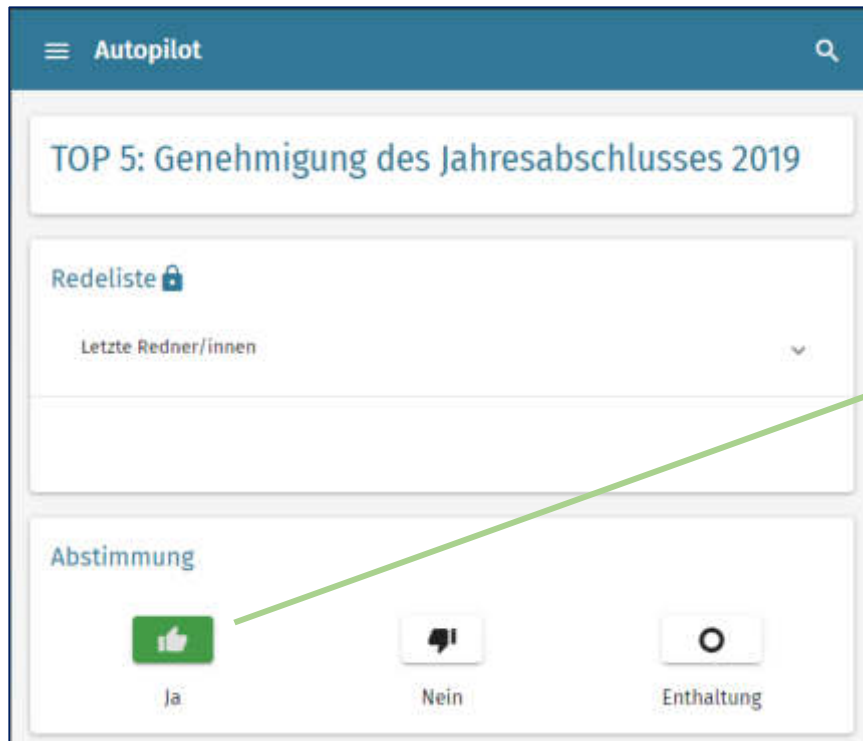 Autopilot
TOP 5: Genehmigung des Jahresabschlusses 2019
Redeliste
Letzte Redner/innen
Abstimmung
Ja Nein Enthaltung